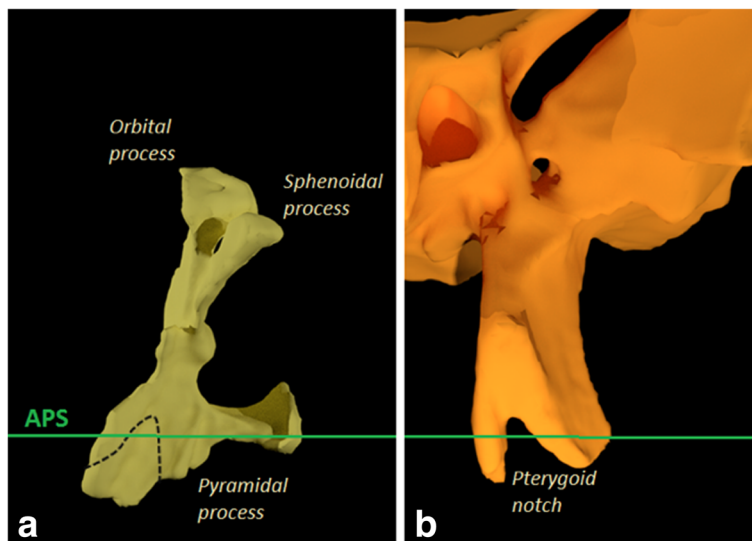 Orbital
process
Sphenoidal
process
APS
Pyramidal
process
a
Pterygoid
notch
b